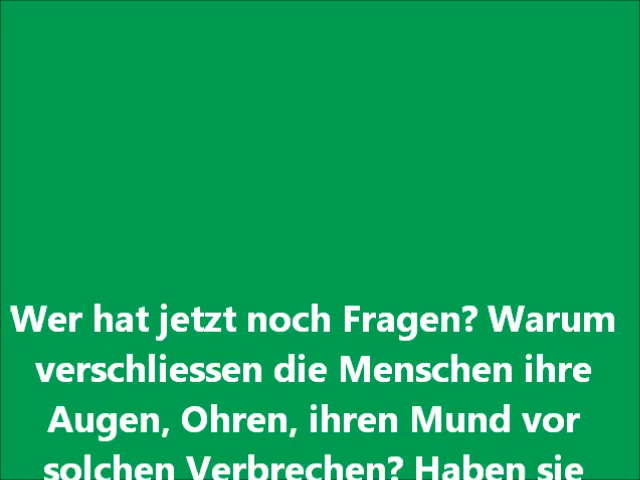 Wer hat jetzt noch Fragen? Warum
verschliessen die Menschen ihre
Augen, Ohren, ihren Mund vor
solchen Verbrechen? Haben sie